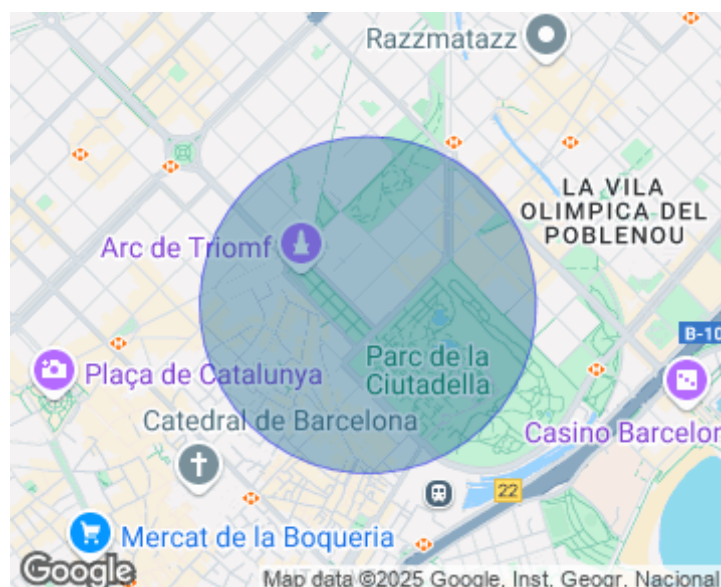 Razzmatazz
LA VILA
OLIMPICA DEL
POBLENOU
Arc de Triomf
B-10
Parc de la
Ciutadella
Plaça de Catalunya
Catedral de Barcelona
Casino Barcelon
22
Mercat de la Boqueria
Google
Map data ©2025 Google, Inst. Geogr. Nacional